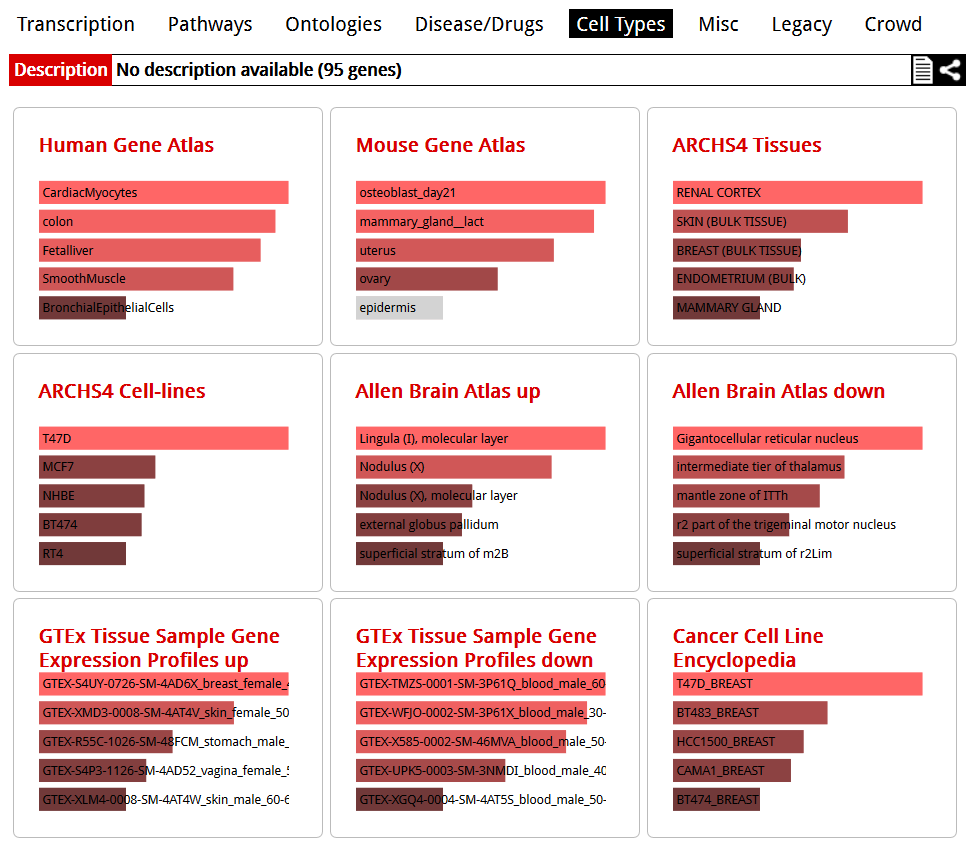 Transcription Pathways Ontologies Disease/Drugs Cell Types Misc Legacy Crowd
Description No description available (95 genes)
Human Gene Atlas
CardiacMyocytes
colon
Fetalliver
SmoothMuscle
BronchialEpithelialCells
Mouse Gene Atlas
osteoblast_day21
mammary_gland__lact
uterus
ovary
epidermis
ARCHS4 Tissues
RENAL CORTEX
SKIN (BULK TISSUE)
BREAST (BULK TISSUE)
ENDOMETRIUM (BULK)
MAMMARY GLAND
ARCHS4 Cell-lines
T47D
MCF7
NHBE
BT474
RT4
Allen Brain Atlas up
Lingula (I), molecular layer
Nodulus (X)
Nodulus (X), molecular layer
external globus pallidum
superficial stratum of m2B
Allen Brain Atlas down
Gigantocellular reticular nucleus
intermediate tier of thalamus
mantle zone of ITTh
r2 part of the trigeminal motor nucleus
superficial stratum of r2Lim
GTEx Tissue Sample Gene
Expression Profiles up
GTEX-S4UY-0726-SM-4AD6X_breast_female_4
GTEX-XMD3-0008-SM-4AT4V_skin_female_50
GTEX-R55C-1026-SM-48FCM_stomach_male_
GTEX-S4P3-1126-SM-4AD52_vagina_female_5
GTEX-XLM4-0008-SM-4AT4W_skin_male_60-6
GTEx Tissue Sample Gene
Expression Profiles down
GTEX-TMZS-0001-SM-3P61Q_blood_male_60
GTEX-WFJO-0002-SM-3P61X_blood_male_30-
GTEX-X585-0002-SM-46MVA_blood_male_50-
GTEX-UPK5-0003-SM-3NMDI_blood_male_40
GTEX-XGQ4-0004-SM-4AT5S_blood_male_50-
Cancer Cell Line
Encyclopedia
T47D_BREAST
BT483_BREAST
HCC1500_BREAST
CAMA1_BREAST
BT474_BREAST